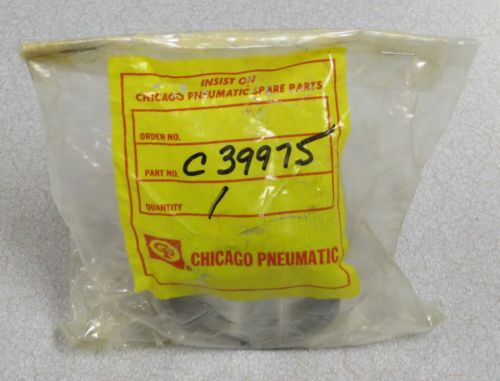 INSIST ON
CHICAGO PNEUMATIC SPARE PARTS
ORDER NO.
PART NO. C 39975
QUANTITY 1
CP
® CHICAGO PNEUMATIC